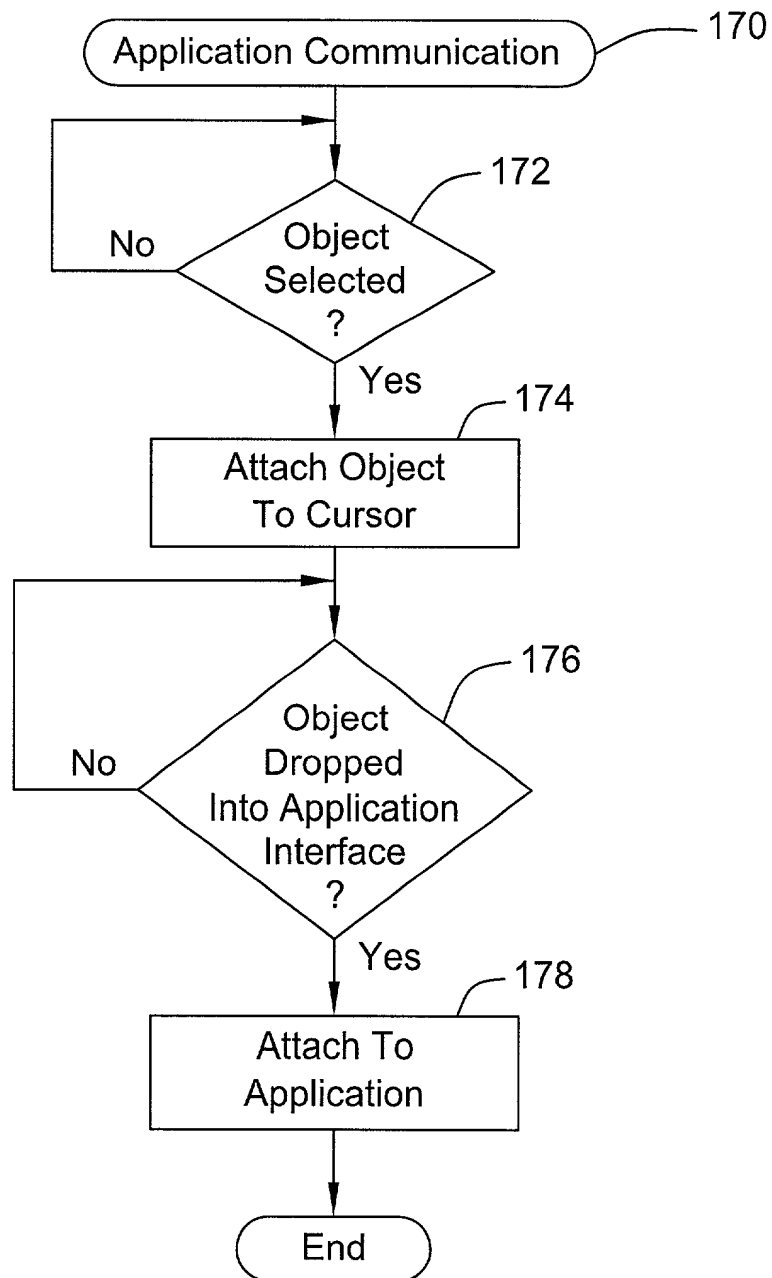 Application Communication
170
172
Object
Selected
?
No
Yes
174
Attach Object
To Cursor
176
Object
Dropped
Into Application
Interface
?
No
Yes
178
Attach To
Application
End